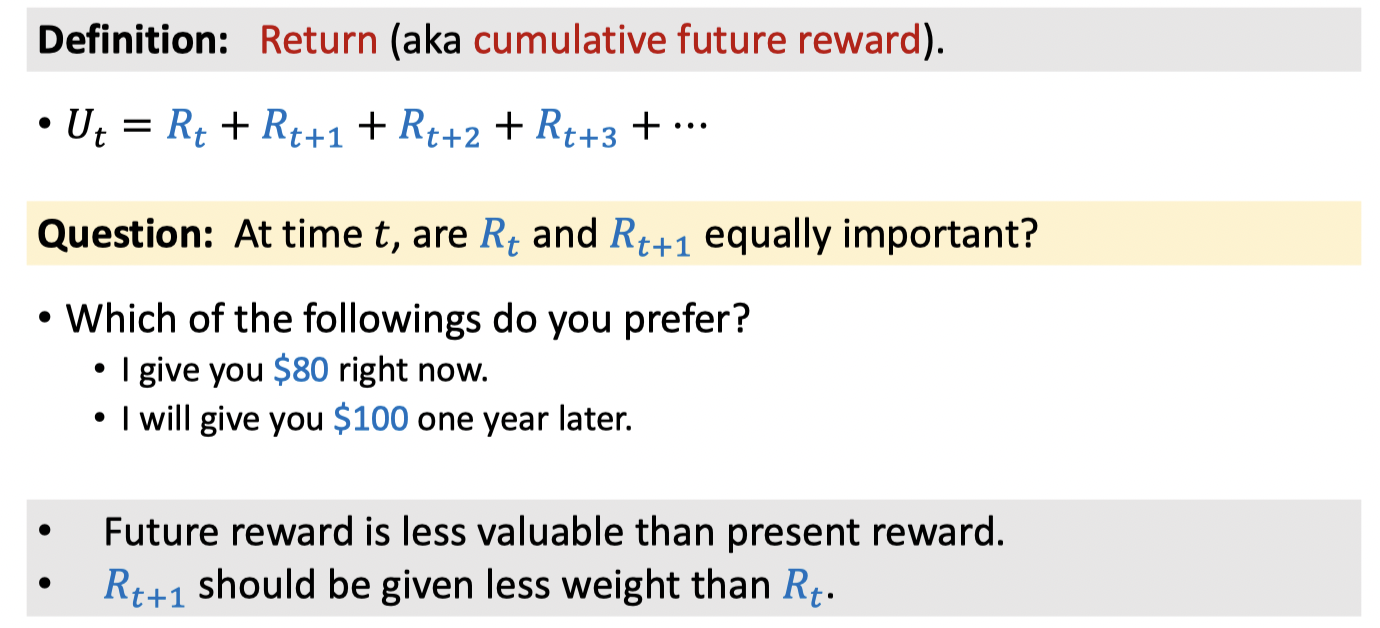 Definition: Return (aka cumulative future reward).
• U_t = R_t + R_{t+1} + R_{t+2} + R_{t+3} + ⋯
Question: At time t, are R_t and R_{t+1} equally important?
• Which of the followings do you prefer?
• I give you $80 right now.
• I will give you $100 one year later.
• Future reward is less valuable than present reward.
• R_{t+1} should be given less weight than R_t.